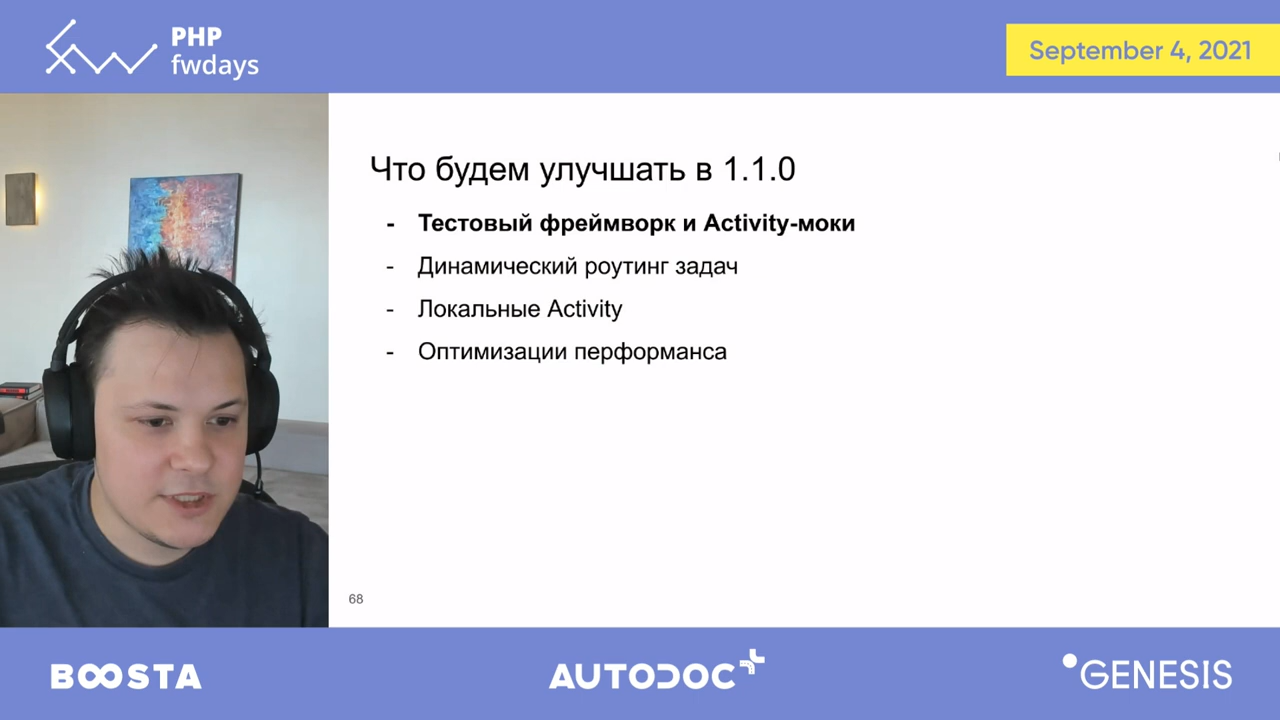 PHP
fwdays
September 4, 2021
Что будем улучшать в 1.1.0
- Тестовый фреймворк и Activity-моки
- Динамический роутинг задач
- Локальные Activity
- Оптимизации перформанса
68
BOOSTA
AUTODOC
GENESIS